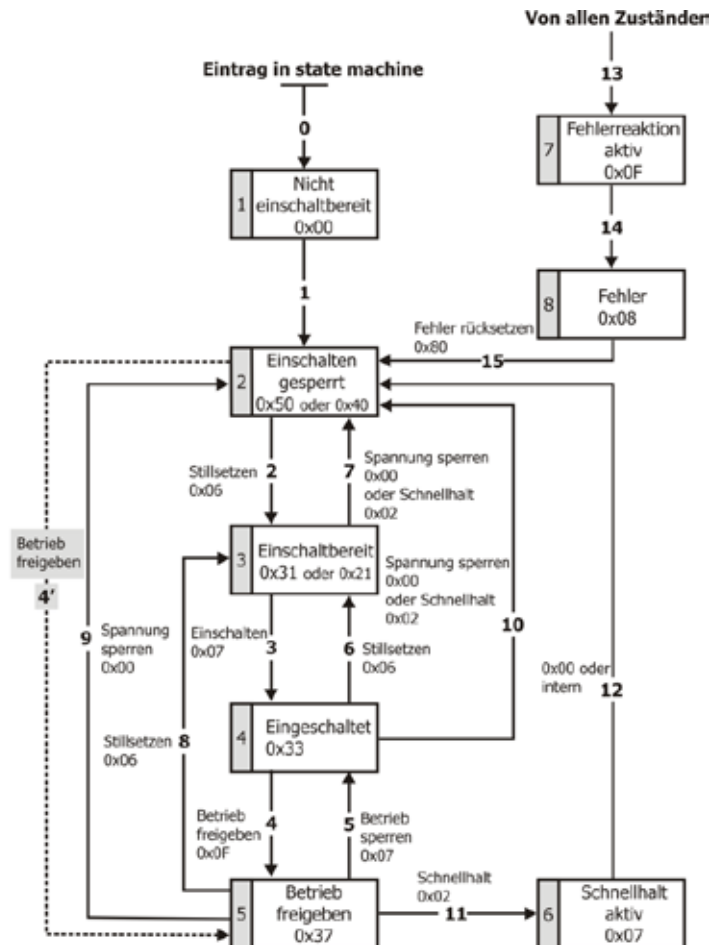 Von allen Zuständen
Eintrag in state machine
13
0
7
Fehlerreaktion
aktiv
0x0F
1
Nicht
einschaltbereit
0x00
14
1
8
Fehler
0x08
Fehler rücksetzen
0x80
15
2
Einschalten
gesperrt
0x50 oder 0x40
Stillsetzen
0x06
2
7
Spannung sperren
0x00
oder Schnellhalt
0x02
Betrieb
freigeben
4'
3
Einschaltbereit
0x31 oder 0x21
Spannung sperren
0x00
oder Schnellhalt
0x02
10
9
Spannung
sperren
0x00
Einschalten
0x07
3
6
Stillsetzen
0x06
0x00 oder
intern
12
Stillsetzen
0x06
8
4
Eingeschaltet
0x33
Betrieb
freigeben
0x0F
4
5
Betrieb
sperren
0x07
Schnellhalt
0x02
11
5
Betrieb
freigeben
0x37
6
Schnellhalt
aktiv
0x07